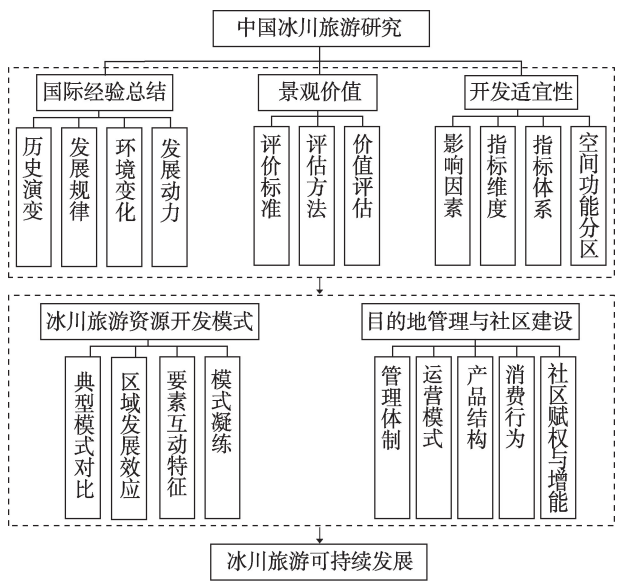 中国冰川旅游研究
国际经验总结
景观价值
开发适宜性
历史演变
发展规律
环境变化
发展动力
评价标准
评估方法
价值评估
影响因素
指标维度
指标体系
空间功能分区
冰川旅游资源开发模式
目的地管理与社区建设
典型模式对比
区域发展效应
要素互动特征
模式凝练
管理体制
运营模式
产品结构
消费行为
社区赋权与增能
冰川旅游可持续发展